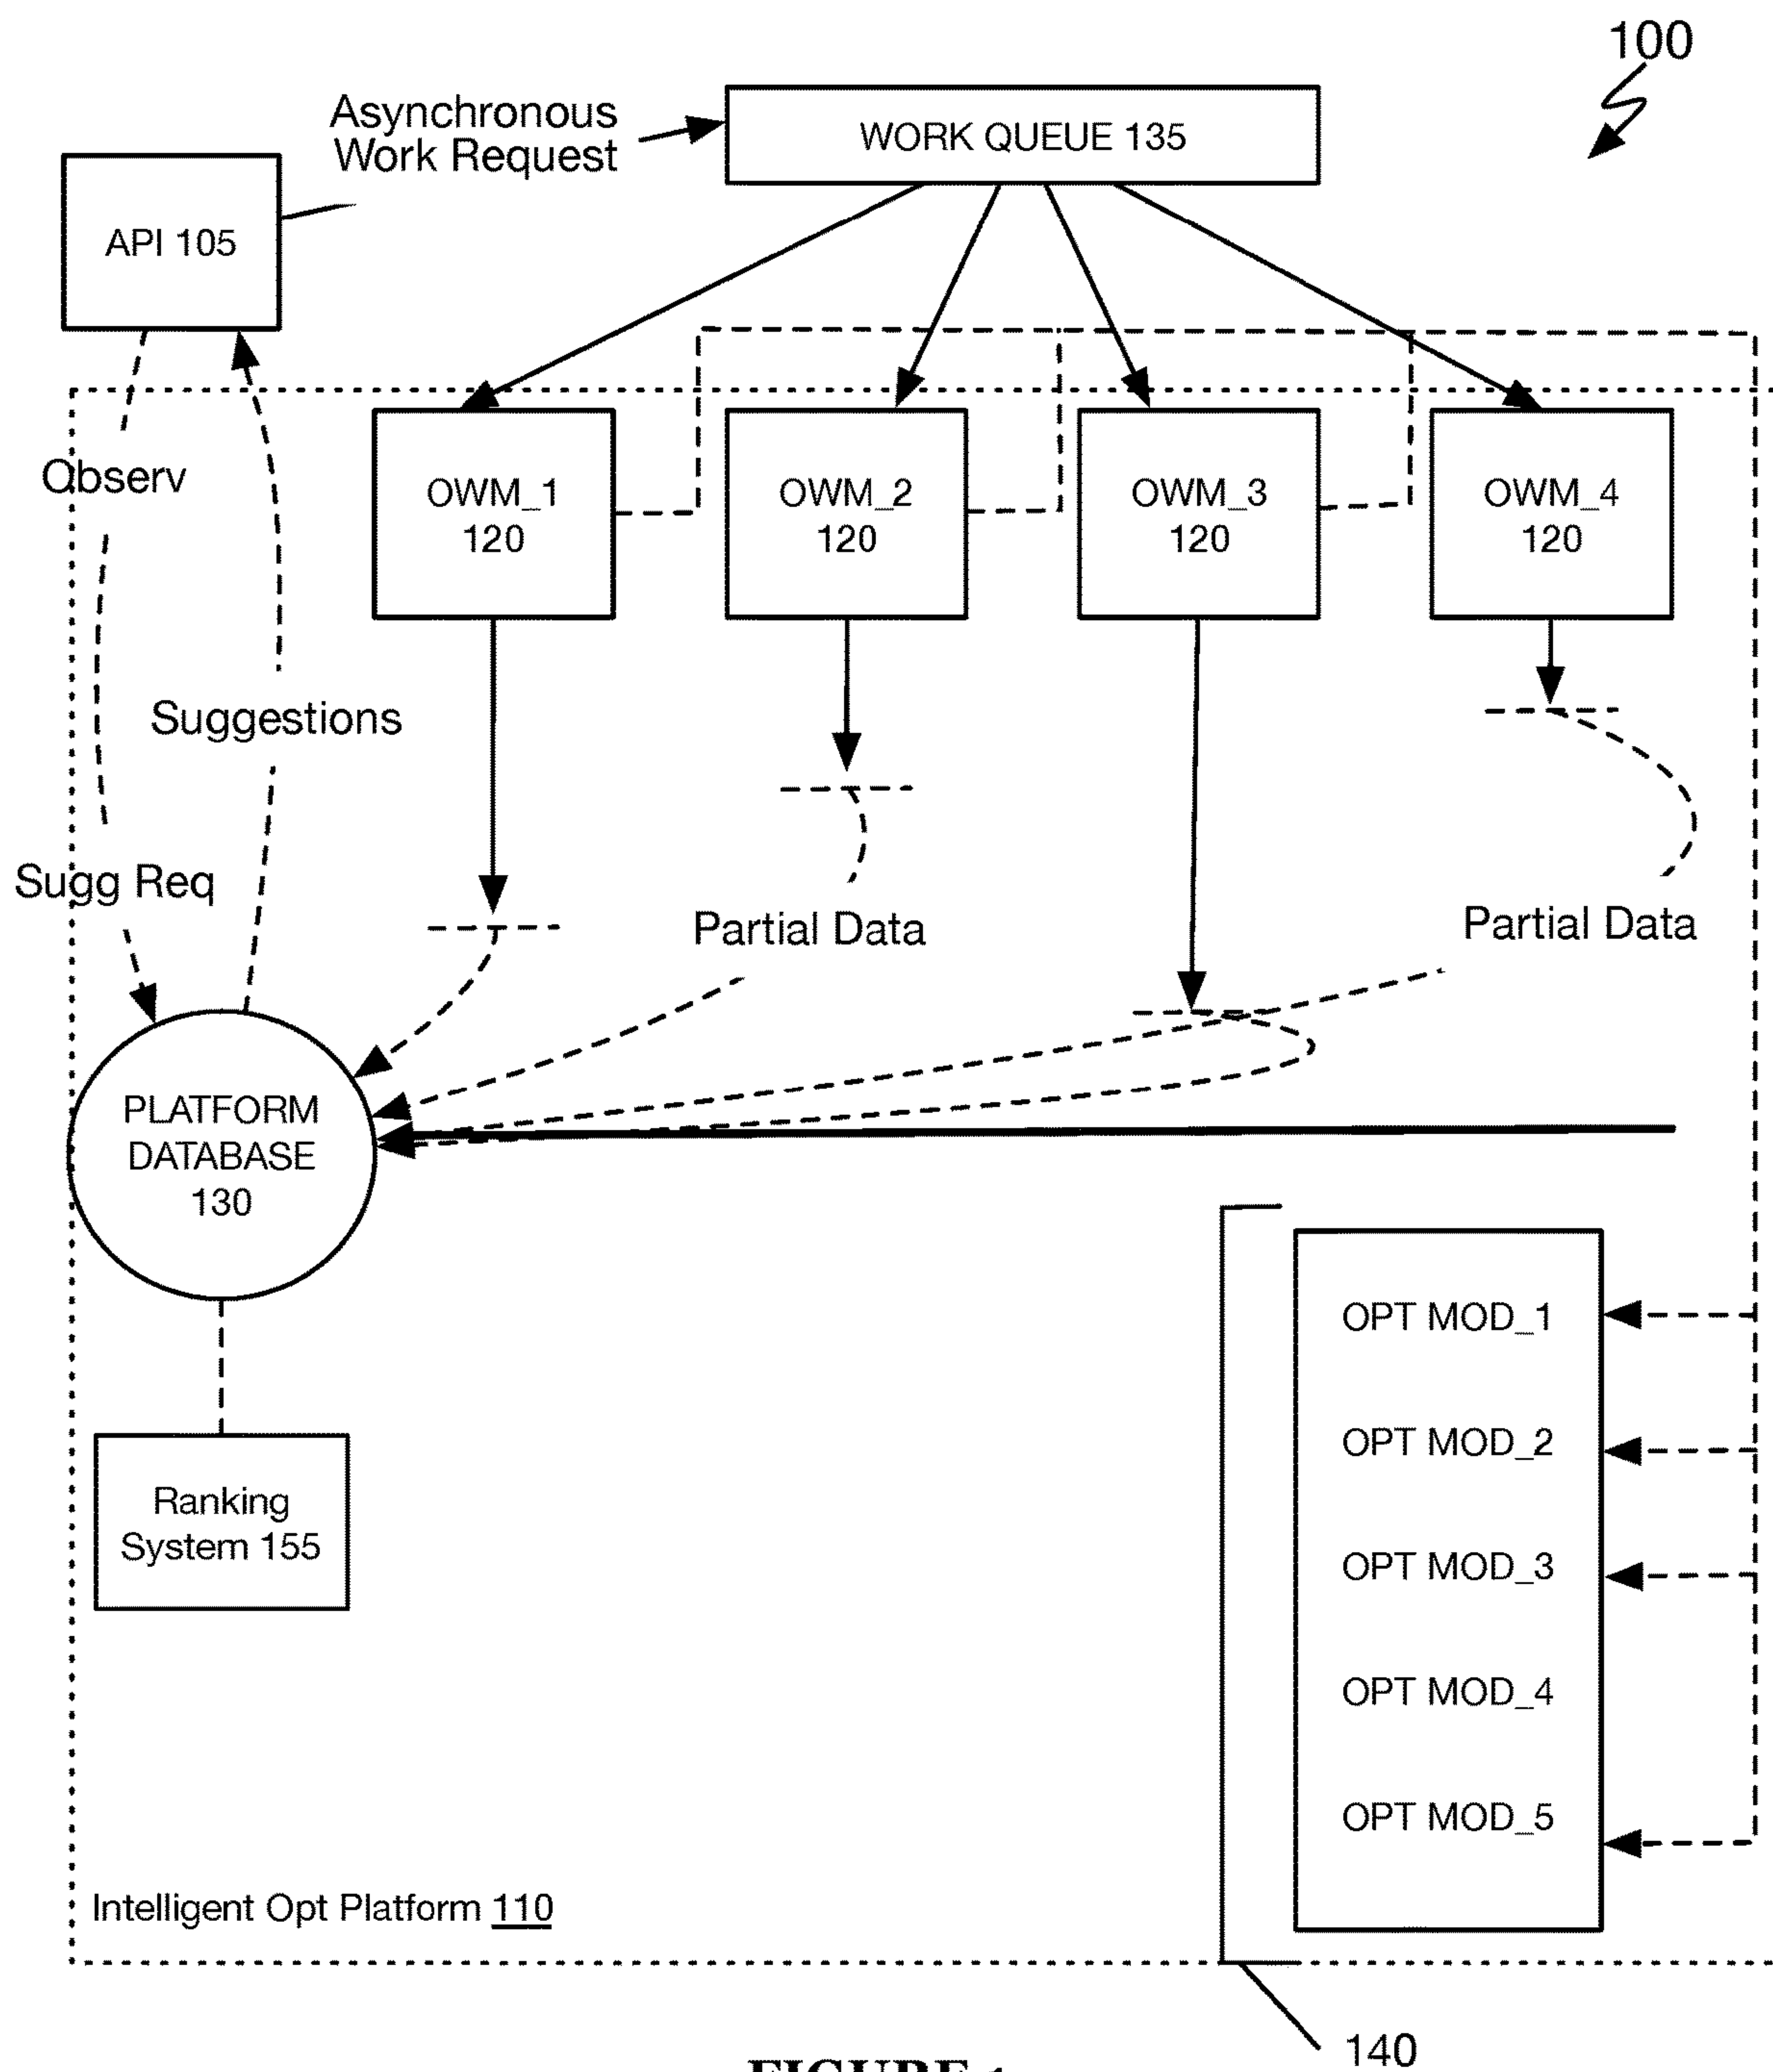 100
Asynchronous
Work Request
WORK QUEUE 135
API 105
Observ
OWM_1
120
OWM_2
120
OWM_3
120
OWM_4
120
Suggestions
Sugg Req
Partial Data
Partial Data
PLATFORM
DATABASE
130
OPT MOD_1
OPT MOD_2
OPT MOD_3
OPT MOD_4
OPT MOD_5
Ranking
System 155
Intelligent Opt Platform 110
140
FIGURE 1